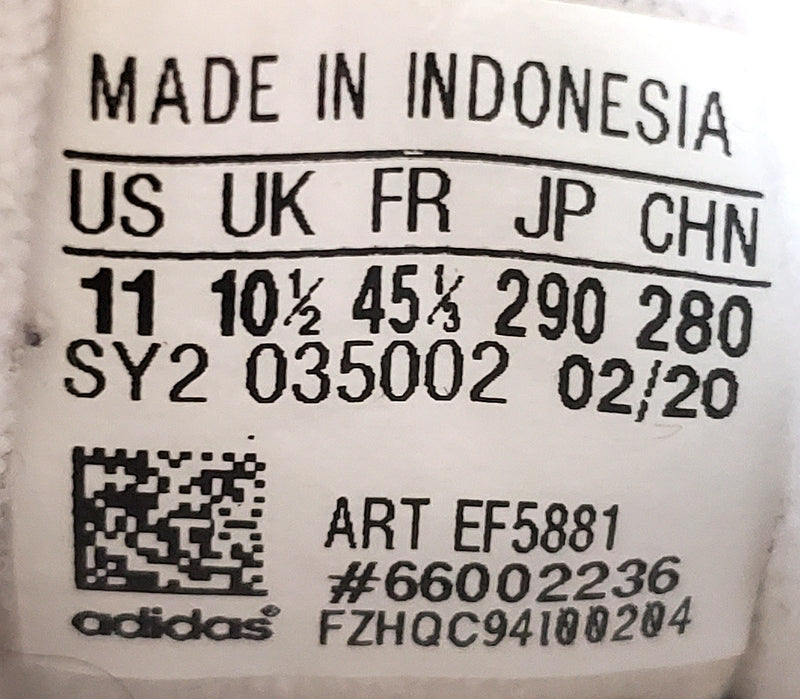 MADE IN INDONESIA
US UK FR JP CHN
11 10½ 45⅓ 290 280
SY2 035002 02/20
ART EF5881
#66002236
adidas® FZHQC94100204